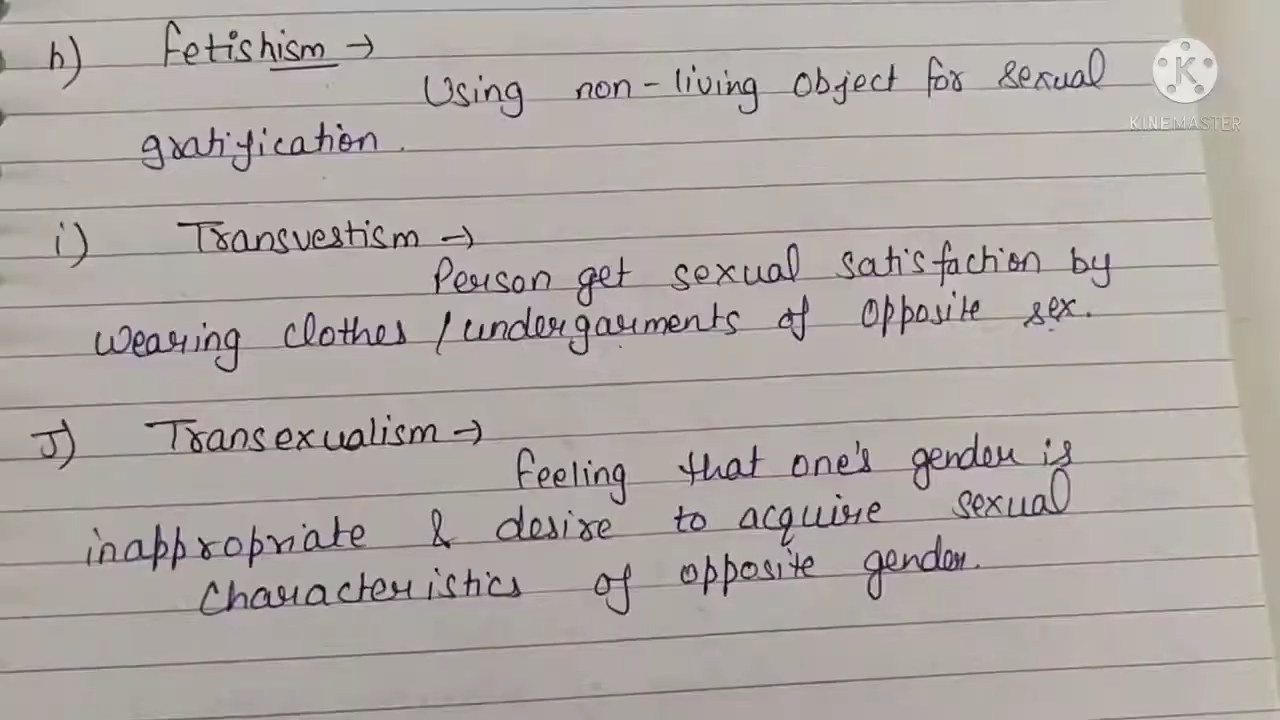 h) Fetishism →
Using non-living object for sexual
gratification.
i) Transvestism →
Person get sexual satisfaction by
wearing clothes/undergarments of opposite sex.
J) Transexualism →
Feeling that one's gender is
inappropriate & desire to acquire sexual
characteristics of opposite gender.
K
KINEMASTER